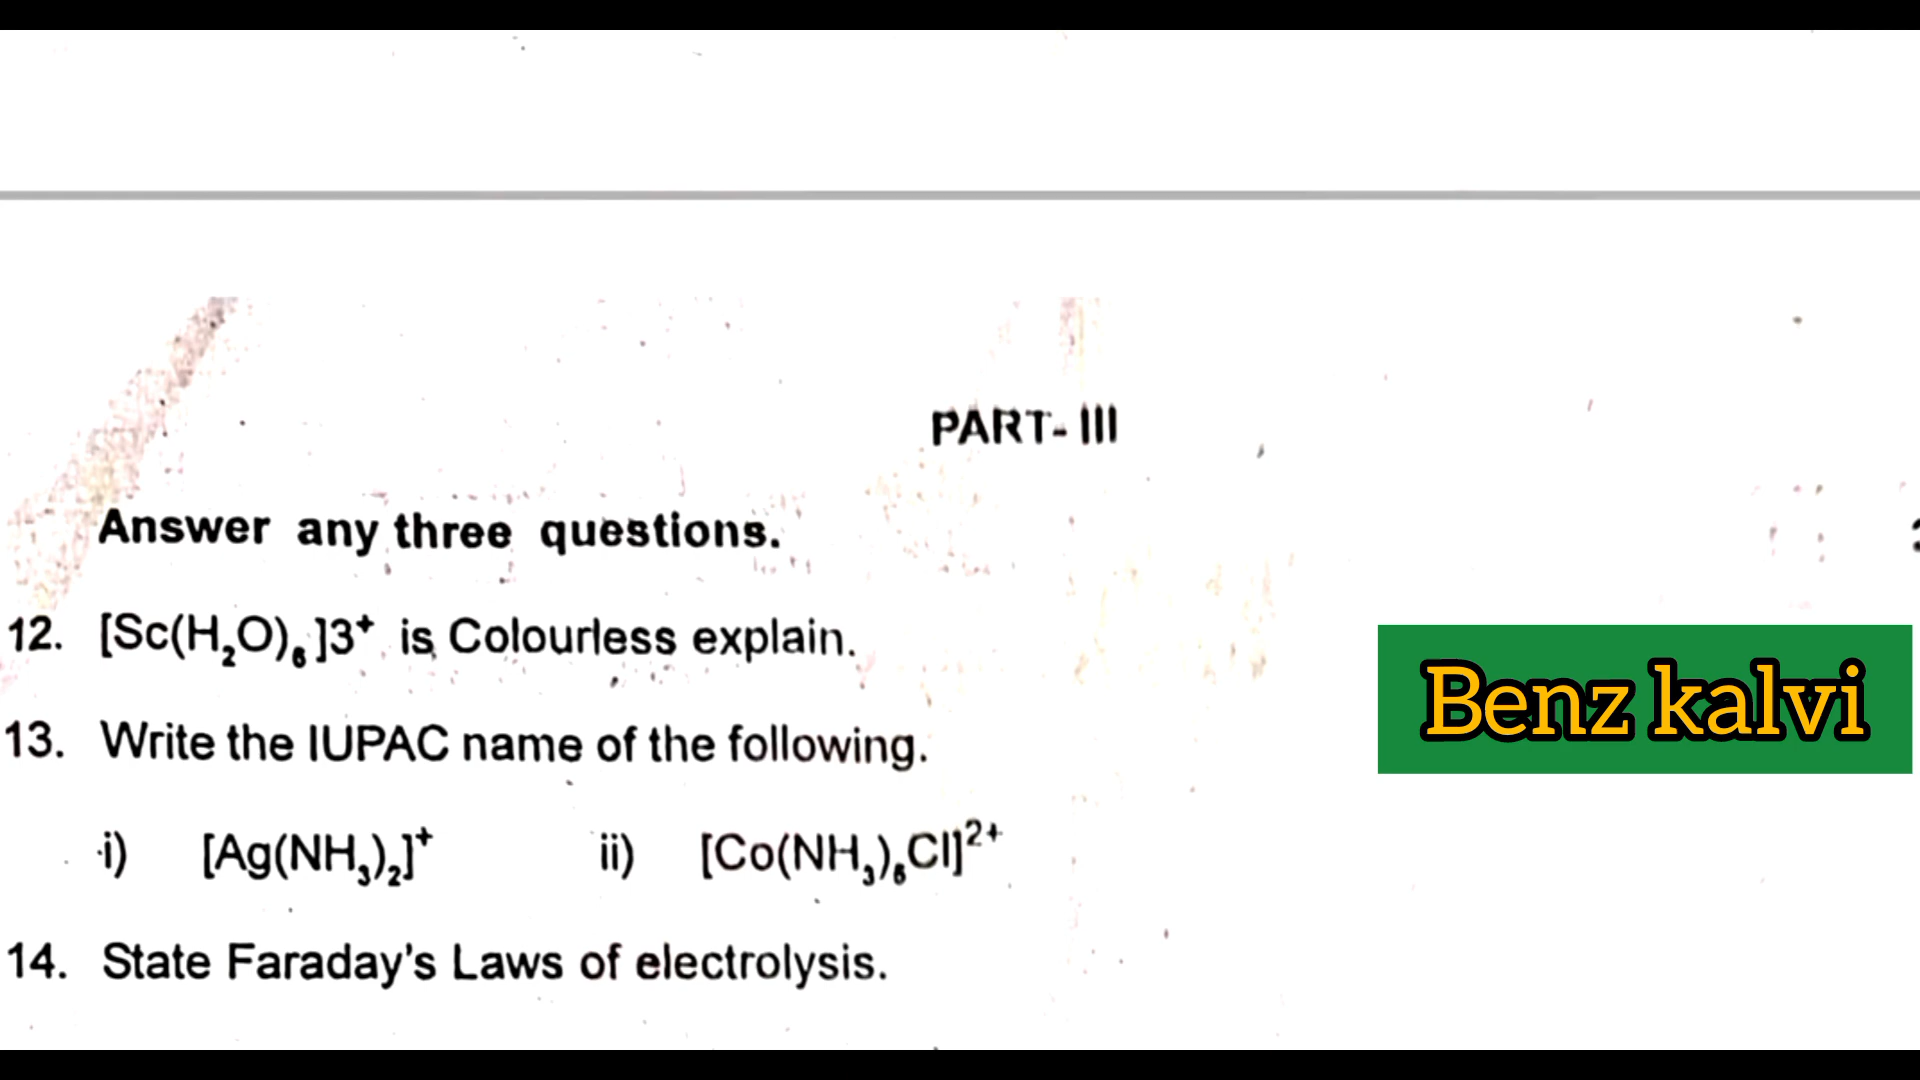 PART- III
Answer any three questions.
12. [Sc(H₂O)₆]3⁺ is Colourless explain.
Benz kalvi
13. Write the IUPAC name of the following.
i) [Ag(NH₃)₂]⁺ ii) [Co(NH₃)₅Cl]²⁺
14. State Faraday's Laws of electrolysis.